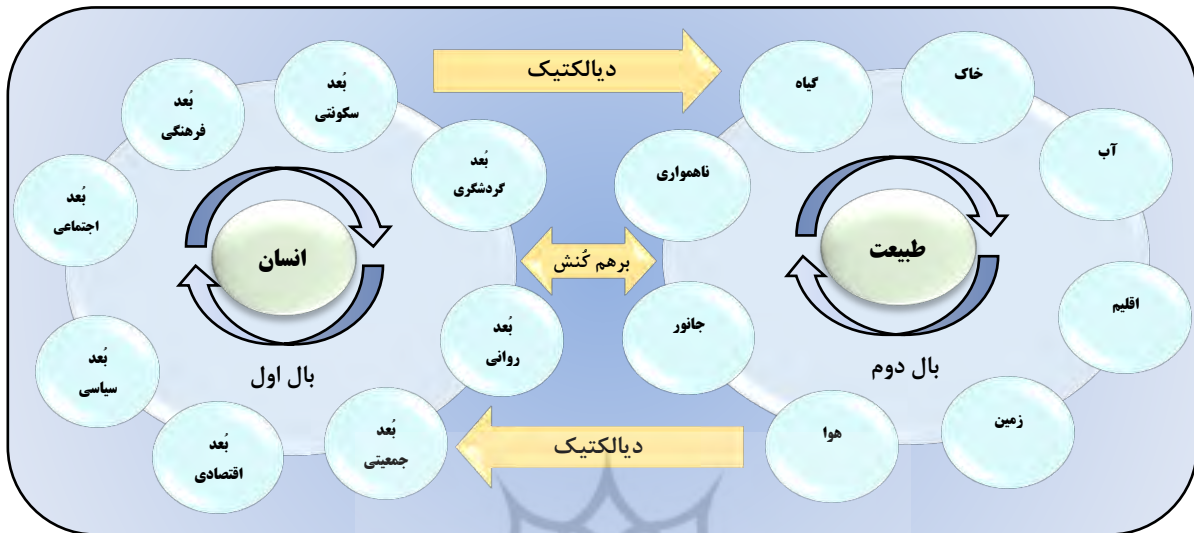 دیالکتیک
خاک
گیاه
آب
ناهمواری
طبیعت
اقلیم
جانور
بال دوم
زمین
هوا
برهم کُنش
بُعد
سکونتی
بُعد
فرهنگی
بُعد
گردشگری
بُعد
اجتماعی
انسان
بُعد
روانی
بُعد
سیاسی
بال اول
بُعد
جمعیتی
بُعد
اقتصادی
دیالکتیک